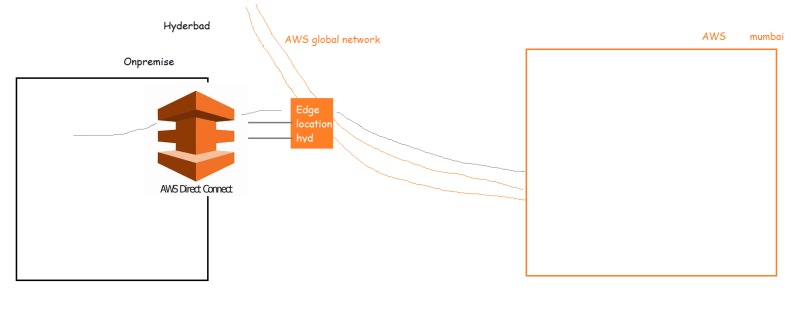 Hyderbad
AWS global network
AWS mumbai
Onpremise
Edge
location
hyd
AWS Direct Connect